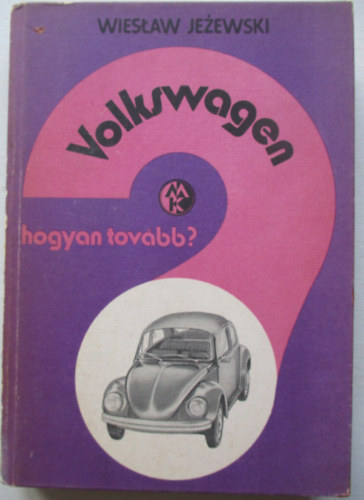 WIESŁAW JEŻEWSKI
Volkswagen
MK
hogyan tovább?